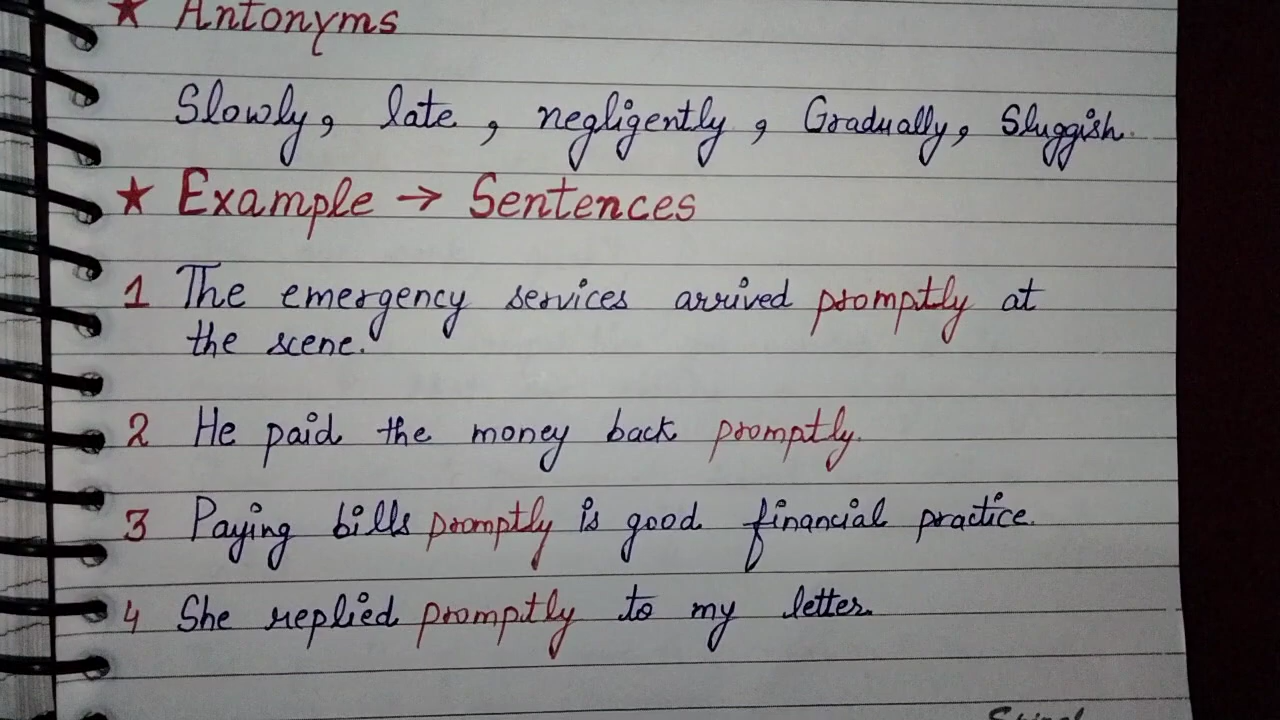 ★ Antonyms
Slowly, late, negligently, Gradually, Sluggish.
★ Example → Sentences
1 The emergency services arrived promptly at
the scene.
2 He paid the money back promptly.
3 Paying bills promptly is good financial practice.
4 She replied promptly to my letter.